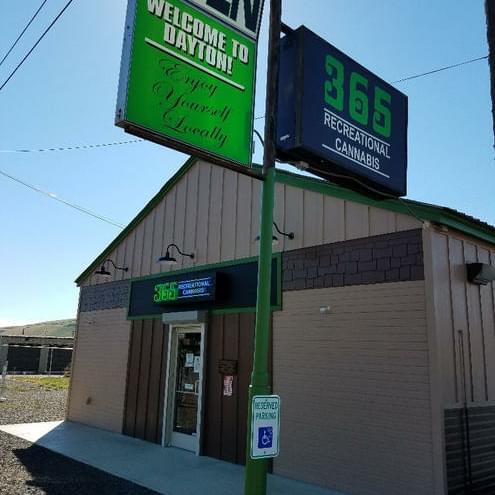 WELCOME TO
DAYTON!
Enjoy
Yourself
Locally
365
RECREATIONAL
CANNABIS
365
RECREATIONAL
CANNABIS
RESERVED
PARKING